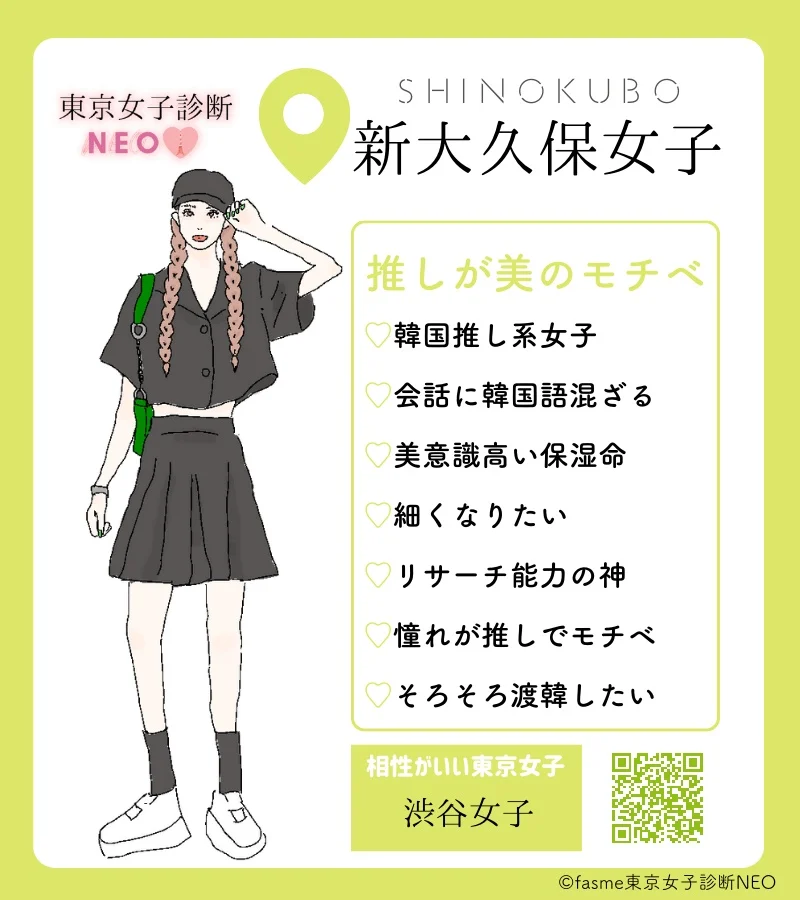 東京女子診断
NEO
SHINOKUBO
新大久保女子
推しが美のモチベ
♡韓国推し系女子
♡会話に韓国語混ざる
♡美意識高い保湿命
♡細くなりたい
♡リサーチ能力の神
♡憧れが推しでモチベ
♡そろそろ渡韓したい
相性がいい東京女子
渋谷女子
©fasme東京女子診断NEO